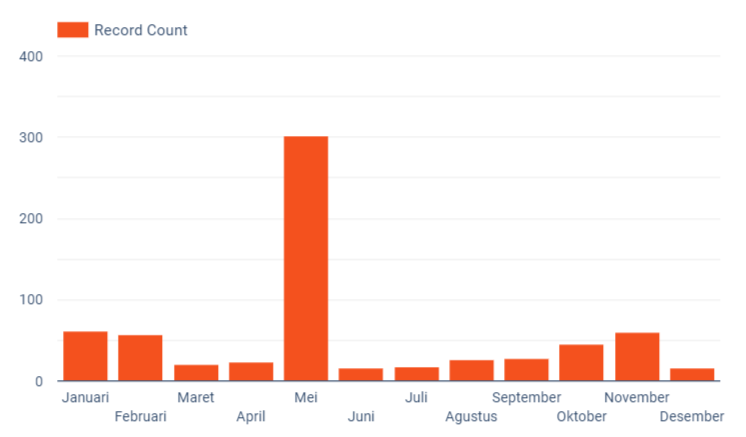 Record Count
400
300
200
100
0
Januari
Februari
Maret
April
Mei
Juni
Juli
Agustus
September
Oktober
November
Desember